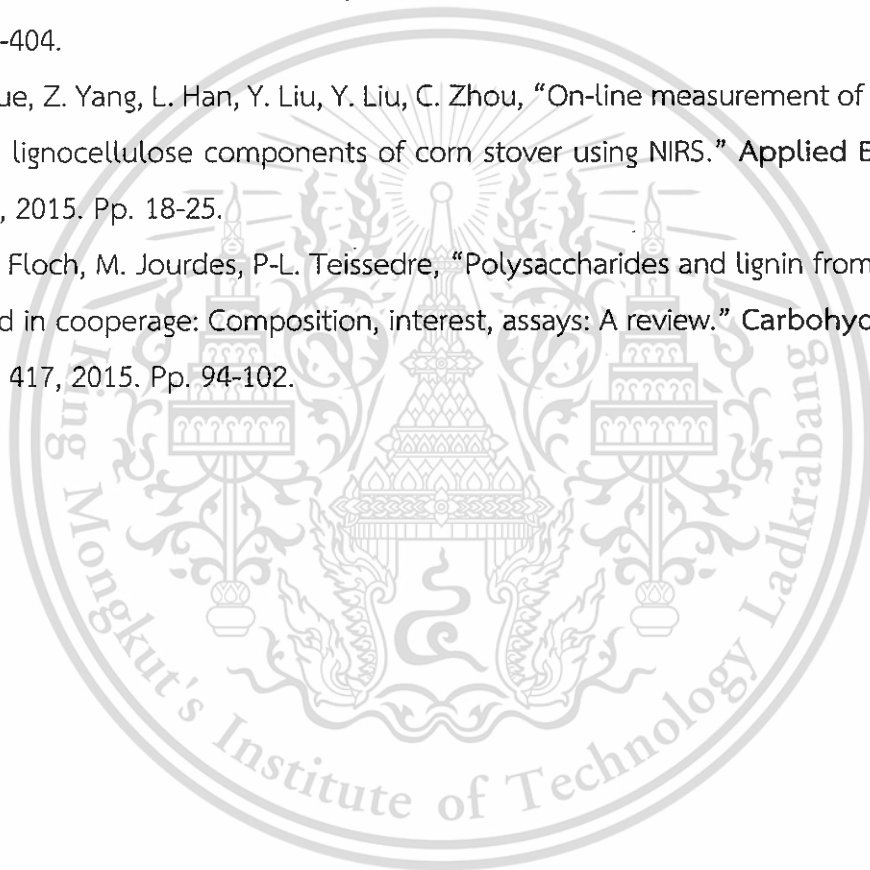 -404.
ue, Z. Yang, L. Han, Y. Liu, Y. Liu, C. Zhou, “On-line measurement of
lignocellulose components of corn stover using NIRS.” Applied E
, 2015. Pp. 18-25.
Floch, M. Jourdes, P-L. Teissedre, “Polysaccharides and lignin from
d in cooperage: Composition, interest, assays: A review.” Carbohyd
417, 2015. Pp. 94-102.
King Mongkut's Institute of Technology Ladkrabang